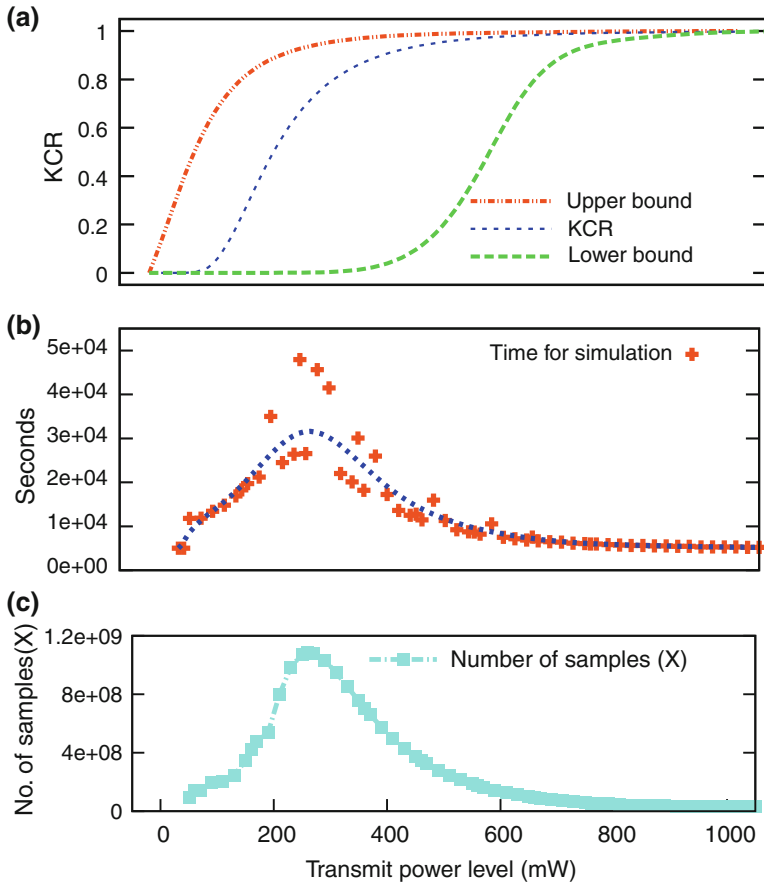 (a)
1
0.8
0.6
0.4
0.2
0
KCR
Upper bound
KCR
Lower bound
(b)
5e+04
4e+04
3e+04
2e+04
1e+04
0e+00
Seconds
Time for simulation
(c)
1.2e+09
8e+08
4e+08
0
No. of samples(X)
Number of samples (X)
0 200 400 600 800 1000
Transmit power level (mW)